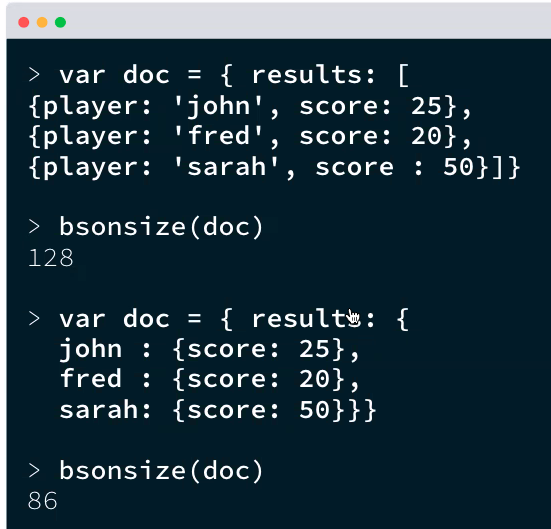 > var doc = { results: [
{player: 'john', score: 25},
{player: 'fred', score: 20},
{player: 'sarah', score : 50}]}
> bsonsize(doc)
128
> var doc = { results: {
john : {score: 25},
fred : {score: 20},
sarah: {score: 50}}}
> bsonsize(doc)
86